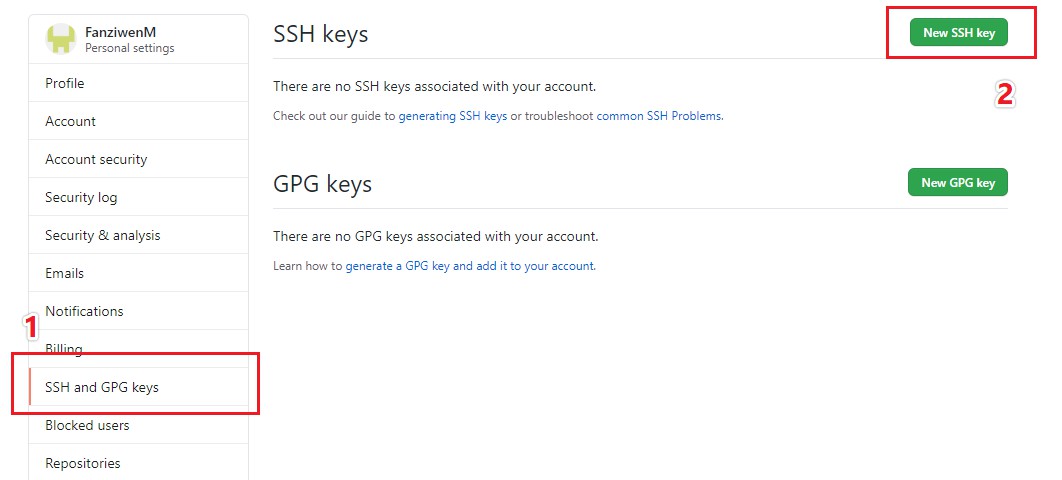 FanziwenM
Personal settings
Profile
Account
Account security
Security log
Security & analysis
Emails
Notifications
1
Billing
SSH and GPG keys
Blocked users
Repositories
SSH keys
New SSH key
2
There are no SSH keys associated with your account.
Check out our guide to generating SSH keys or troubleshoot common SSH Problems.
GPG keys
New GPG key
There are no GPG keys associated with your account.
Learn how to generate a GPG key and add it to your account.